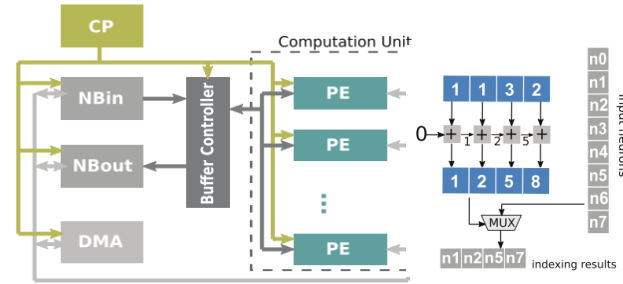 CP
Computation Unit
NBin
NBout
DMA
Buffer Controller
PE
PE
PE
1 1 3 2
0 + 1 + 2 + 5 +
1 2 5 8
MUX
n1 n2 n5 n7
indexing results
n0
n1
n2
n3
n4
n5
n6
n7
neurons